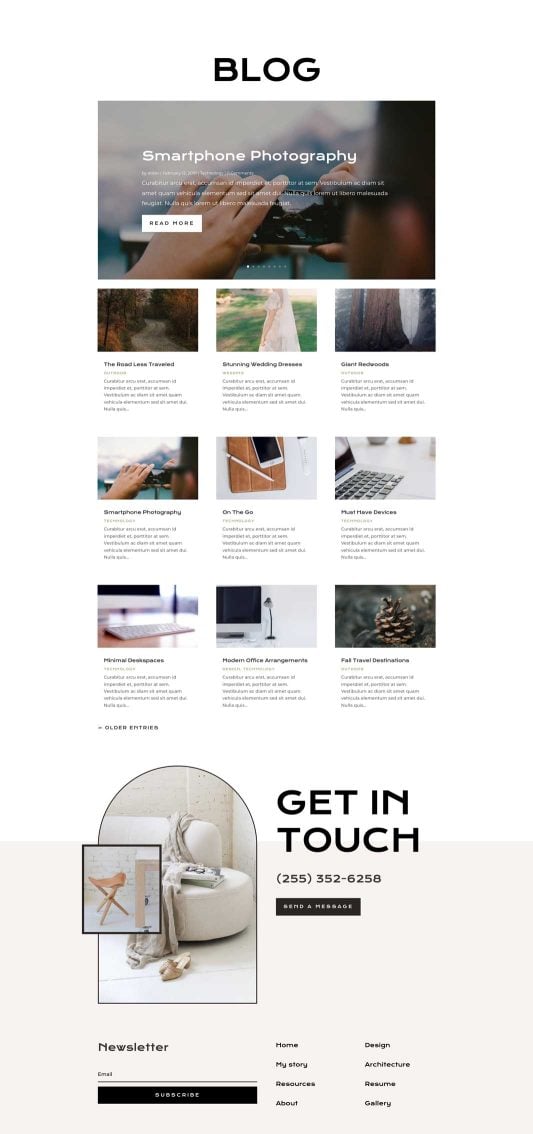 BLOG
Smartphone Photography
by eldien | February 12, 2019 | Technology | 0 Comments
Curabitur arcu erat, accumsan id imperdiet et, porttitor at sem. Vestibulum ac diam sit
amet quam vehicula elementum sed sit amet dui. Nulla quis lorem ut libero malesuada
feugiat. Nulla quis lorem ut libero malesuada feugiat.
READ MORE
The Road Less Traveled
OUTDOOR
Curabitur arcu erat, accumsan id
imperdiet et, porttitor at sem.
Vestibulum ac diam sit amet quam
vehicula elementum sed sit amet dui.
Nulla quis...
Stunning Wedding Dresses
WEDDING
Curabitur arcu erat, accumsan id
imperdiet et, porttitor at sem.
Vestibulum ac diam sit amet quam
vehicula elementum sed sit amet dui.
Nulla quis...
Giant Redwoods
OUTDOOR
Curabitur arcu erat, accumsan id
imperdiet et, porttitor at sem.
Vestibulum ac diam sit amet quam
vehicula elementum sed sit amet dui.
Nulla quis...
Smartphone Photography
TECHNOLOGY
Curabitur arcu erat, accumsan id
imperdiet et, porttitor at sem.
Vestibulum ac diam sit amet quam
vehicula elementum sed sit amet dui.
Nulla quis...
On The Go
TECHNOLOGY
Curabitur arcu erat, accumsan id
imperdiet et, porttitor at sem.
Vestibulum ac diam sit amet quam
vehicula elementum sed sit amet dui.
Nulla quis...
Must Have Devices
TECHNOLOGY
Curabitur arcu erat, accumsan id
imperdiet et, porttitor at sem.
Vestibulum ac diam sit amet quam
vehicula elementum sed sit amet dui.
Nulla quis...
Minimal Deskspaces
TECHNOLOGY
Curabitur arcu erat, accumsan id
imperdiet et, porttitor at sem.
Vestibulum ac diam sit amet quam
vehicula elementum sed sit amet dui.
Nulla quis...
Modern Office Arrangements
DESIGN, TECHNOLOGY
Curabitur arcu erat, accumsan id
imperdiet et, porttitor at sem.
Vestibulum ac diam sit amet quam
vehicula elementum sed sit amet dui.
Nulla quis...
Fall Travel Destinations
OUTDOOR
Curabitur arcu erat, accumsan id
imperdiet et, porttitor at sem.
Vestibulum ac diam sit amet quam
vehicula elementum sed sit amet dui.
Nulla quis...
« OLDER ENTRIES
GET IN
TOUCH
(255) 352-6258
SEND A MESSAGE
Newsletter
Email
SUBSCRIBE
Home
My story
Resources
About
Design
Architecture
Resume
Gallery